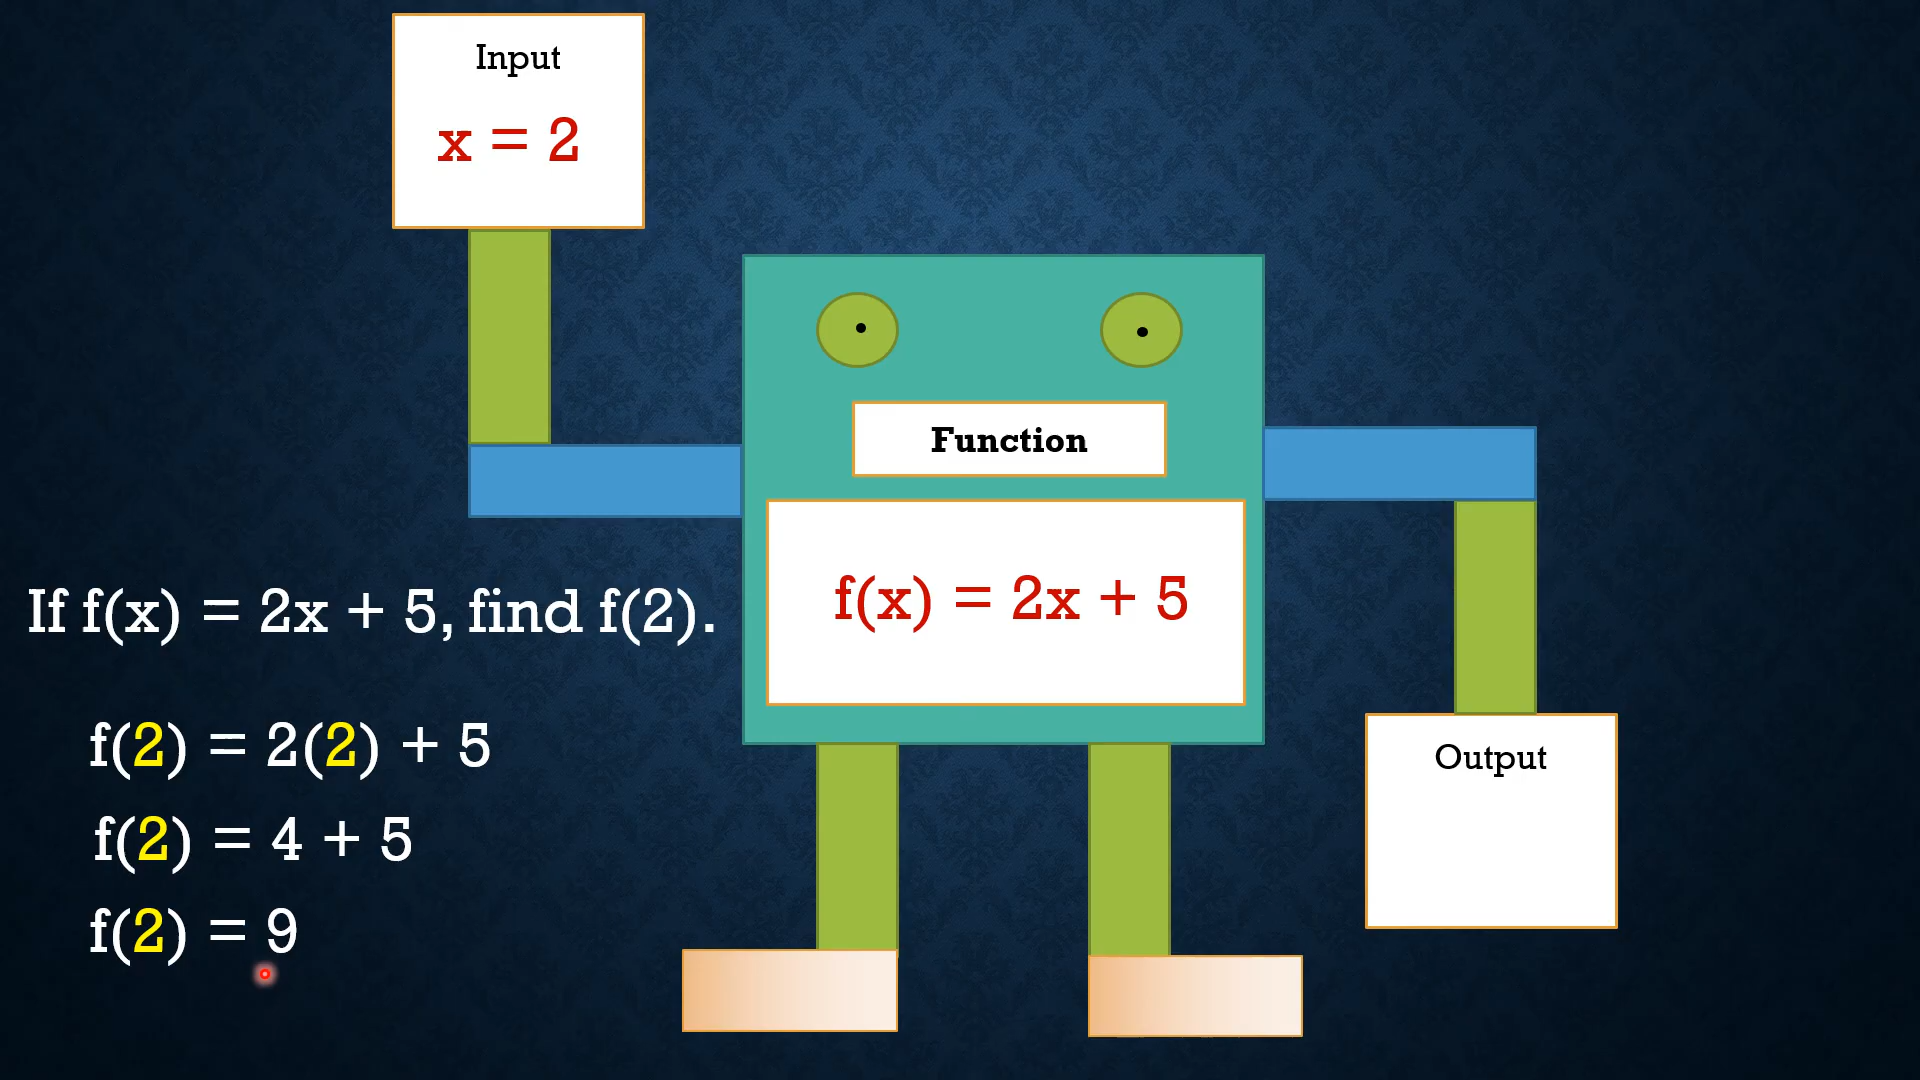 Input
x = 2
Function
f(x) = 2x + 5
If f(x) = 2x + 5, find f(2).
f(2) = 2(2) + 5
f(2) = 4 + 5
f(2) = 9
Output